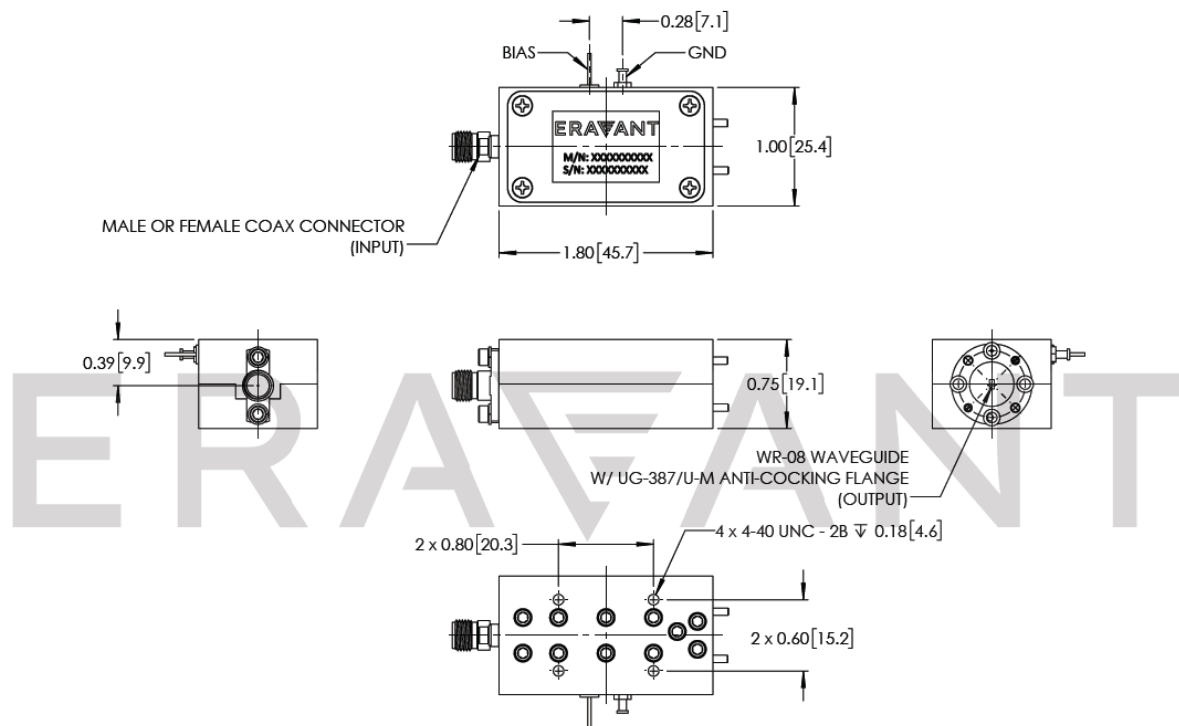 0.28[7.1]
BIAS
GND
ERAVANT
M/N: XXXXXXXXXX
S/N: XXXXXXXXXX
1.00[25.4]
MALE OR FEMALE COAX CONNECTOR
(INPUT)
1.80[45.7]
0.39[9.9]
0.75[19.1]
ERAVANT
WR-08 WAVEGUIDE
W/ UG-387/U-M ANTI-COCKING FLANGE
(OUTPUT)
2 x 0.80[20.3]
4 x 4-40 UNC - 2B ↧ 0.18[4.6]
2 x 0.60[15.2]